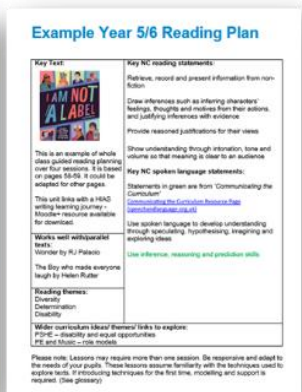 Example Year 5/6 Reading Plan
Key Text:
I AM NOT A LABEL
This is an example of whole
class guided reading planning
over four sessions. It is based
on pages 58-59. It could be
adapted for other pages.
This unit links with a HIAS
writing learning journey -
Moodle+ resource available
for download.
Works well with/parallel
texts:
Wonder by RJ Palacio
The Boy who made everyone
laugh by Helen Rutter
Reading themes:
Diversity
Determination
Disability
Key NC reading statements:
Retrieve, record and present information from non-
fiction
Draw inferences such as inferring characters'
feelings, thoughts and motives from their actions,
and justifying inferences with evidence
Provide reasoned justifications for their views
Show understanding through intonation, tone and
volume so that meaning is clear to an audience
Key NC spoken language statements:
Statements in green are from 'Communicating the
Curriculum'
Communicating the Curriculum Resource Page
Use spoken language to develop understanding
through speculating, hypothesising, imagining and
exploring ideas
Use inference, reasoning and prediction skills
Wider curriculum ideas/ themes/ links to explore:
PSHE – disability and equal opportunities
PE and Music – role models
Please note: Lessons may require more than one session. Be responsive and adapt to
the needs of your pupils. These lessons assume familiarity with the techniques used to
explore texts. If introducing techniques for the first time, modelling and support is
required. (See glossary)